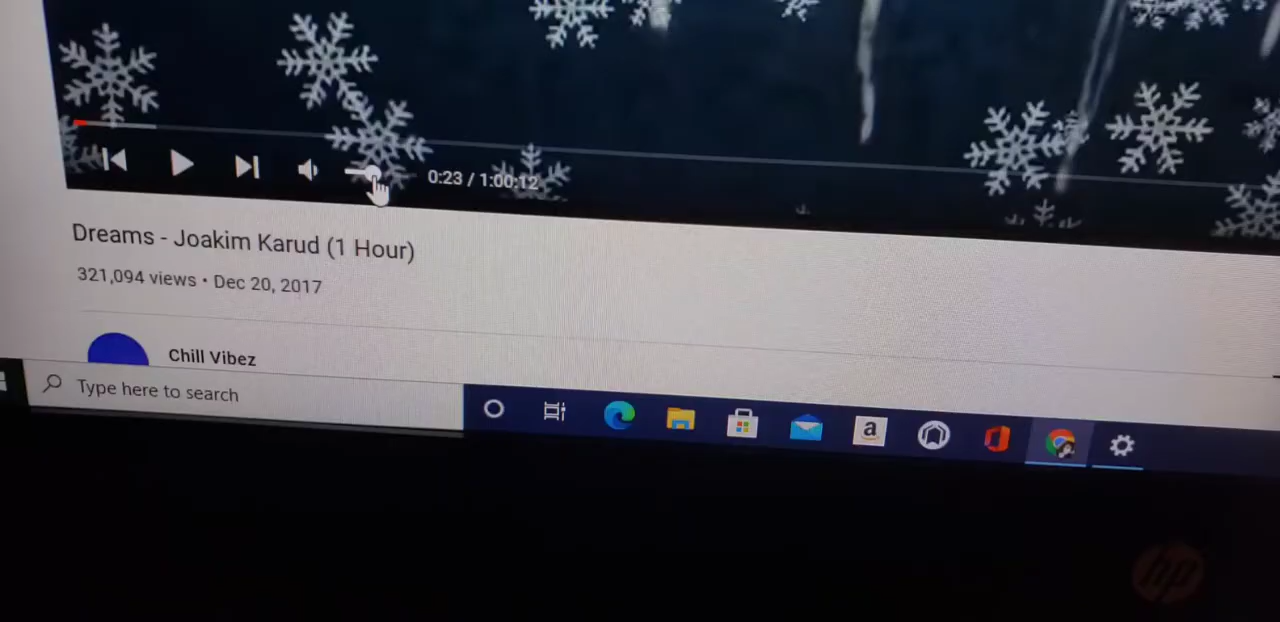 0:23 / 1:00:12
Dreams - Joakim Karud (1 Hour)
321,094 views • Dec 20, 2017
Chill Vibez
Type here to search
a
hp